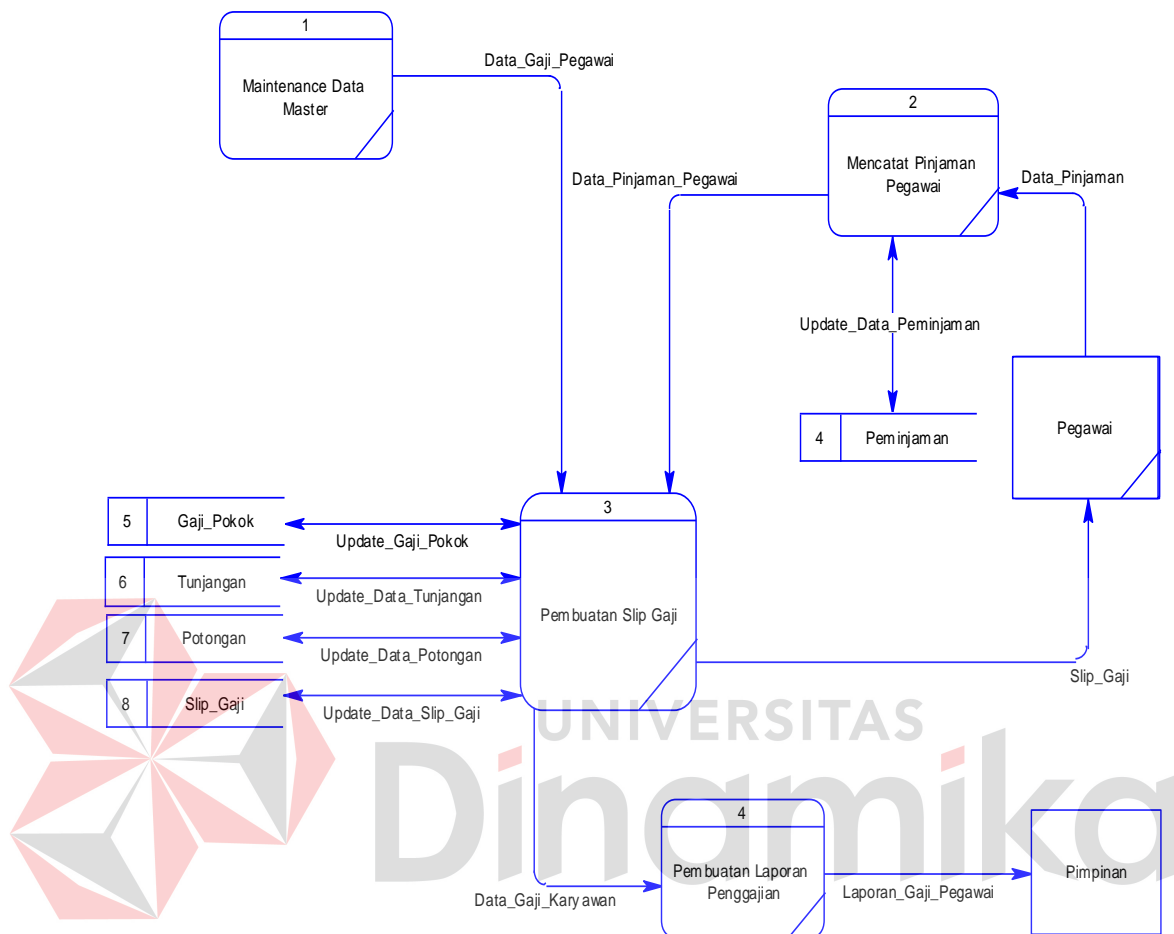 1
Maintenance Data
Master
Data_Gaji_Pegawai
2
Mencatat Pinjaman
Pegawai
Data_Pinjaman_Pegawai
Data_Pinjaman
Update_Data_Peminjaman
4
Peminjaman
Pegawai
5
Gaji_Pokok
Update_Gaji_Pokok
6
Tunjangan
Update_Data_Tunjangan
7
Potongan
Update_Data_Potongan
8
Slip_Gaji
Update_Data_Slip_Gaji
3
Pembuatan Slip Gaji
Slip_Gaji
UNIVERSITAS
Dinamika
4
Pembuatan Laporan
Penggajian
Data_Gaji_Karyawan
Laporan_Gaji_Pegawai
Pimpinan